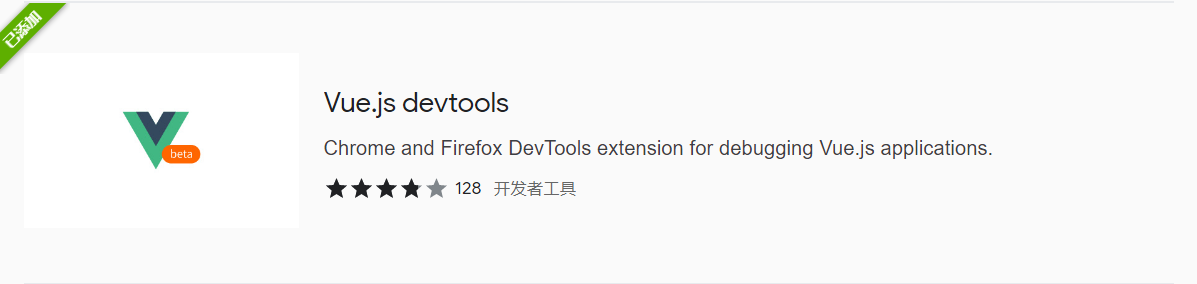 已添加
beta
Vue.js devtools
Chrome and Firefox DevTools extension for debugging Vue.js applications.
128 开发者工具